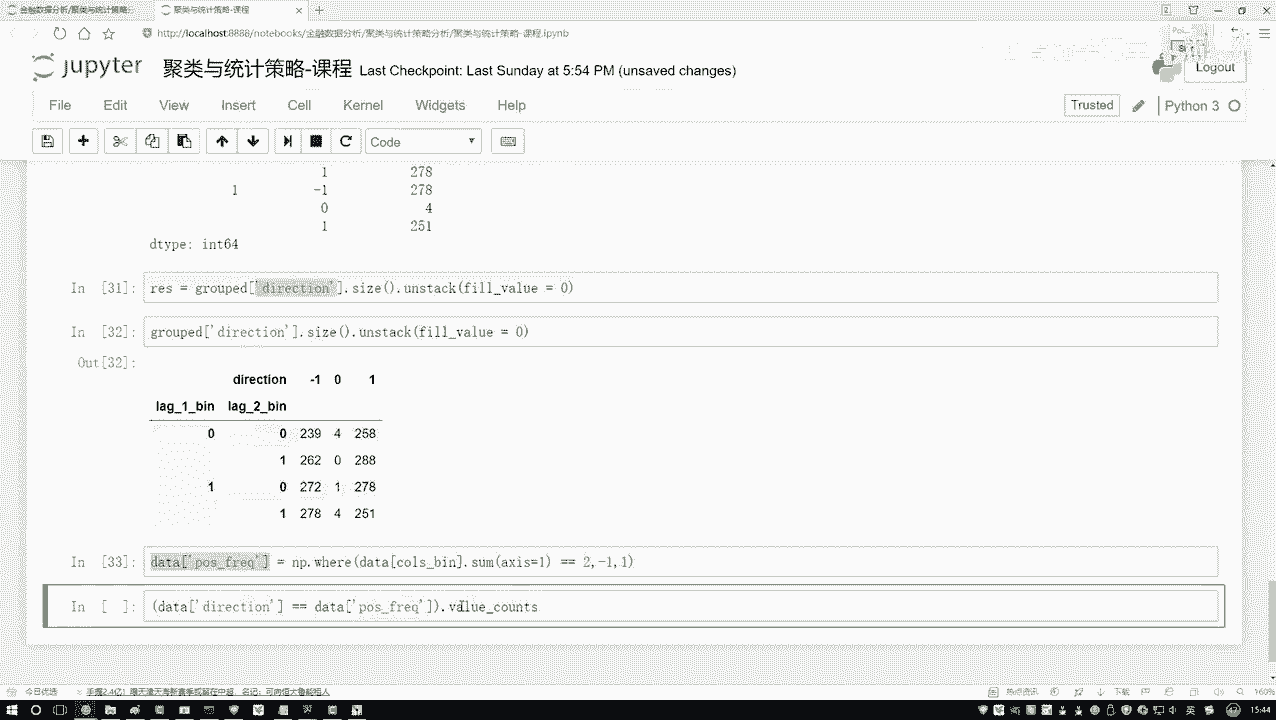 金融数据分析/聚类与统计策略...
聚类与统计策略-课程
http://localhost:8888/notebooks/金融数据分析/聚类与统计策略分析/聚类与统计策略-课程.ipynb
jupyter 聚类与统计策略-课程 Last Checkpoint: Last Sunday at 5:54 PM (unsaved changes)
Logout
File Edit View Insert Cell Kernel Widgets Help
Trusted Python 3
Code
1 278
1 -1 278
0 4
1 251
dtype: int64
In [31]: res = grouped['direction'].size().unstack(fill_value = 0)
In [32]: grouped['direction'].size().unstack(fill_value = 0)
Out[32]:
direction -1 0 1
lag_1_bin lag_2_bin
0 0 239 4 258
1 262 0 288
1 0 272 1 278
1 278 4 251
In [33]: data['pos_freq'] = np.where(data[cols_bin].sum(axis=1) == 2,-1,1)
In [ ]: (data['direction'] == data['pos_freq']).value_counts
今日优选
热点资讯
下载
160%
15:44